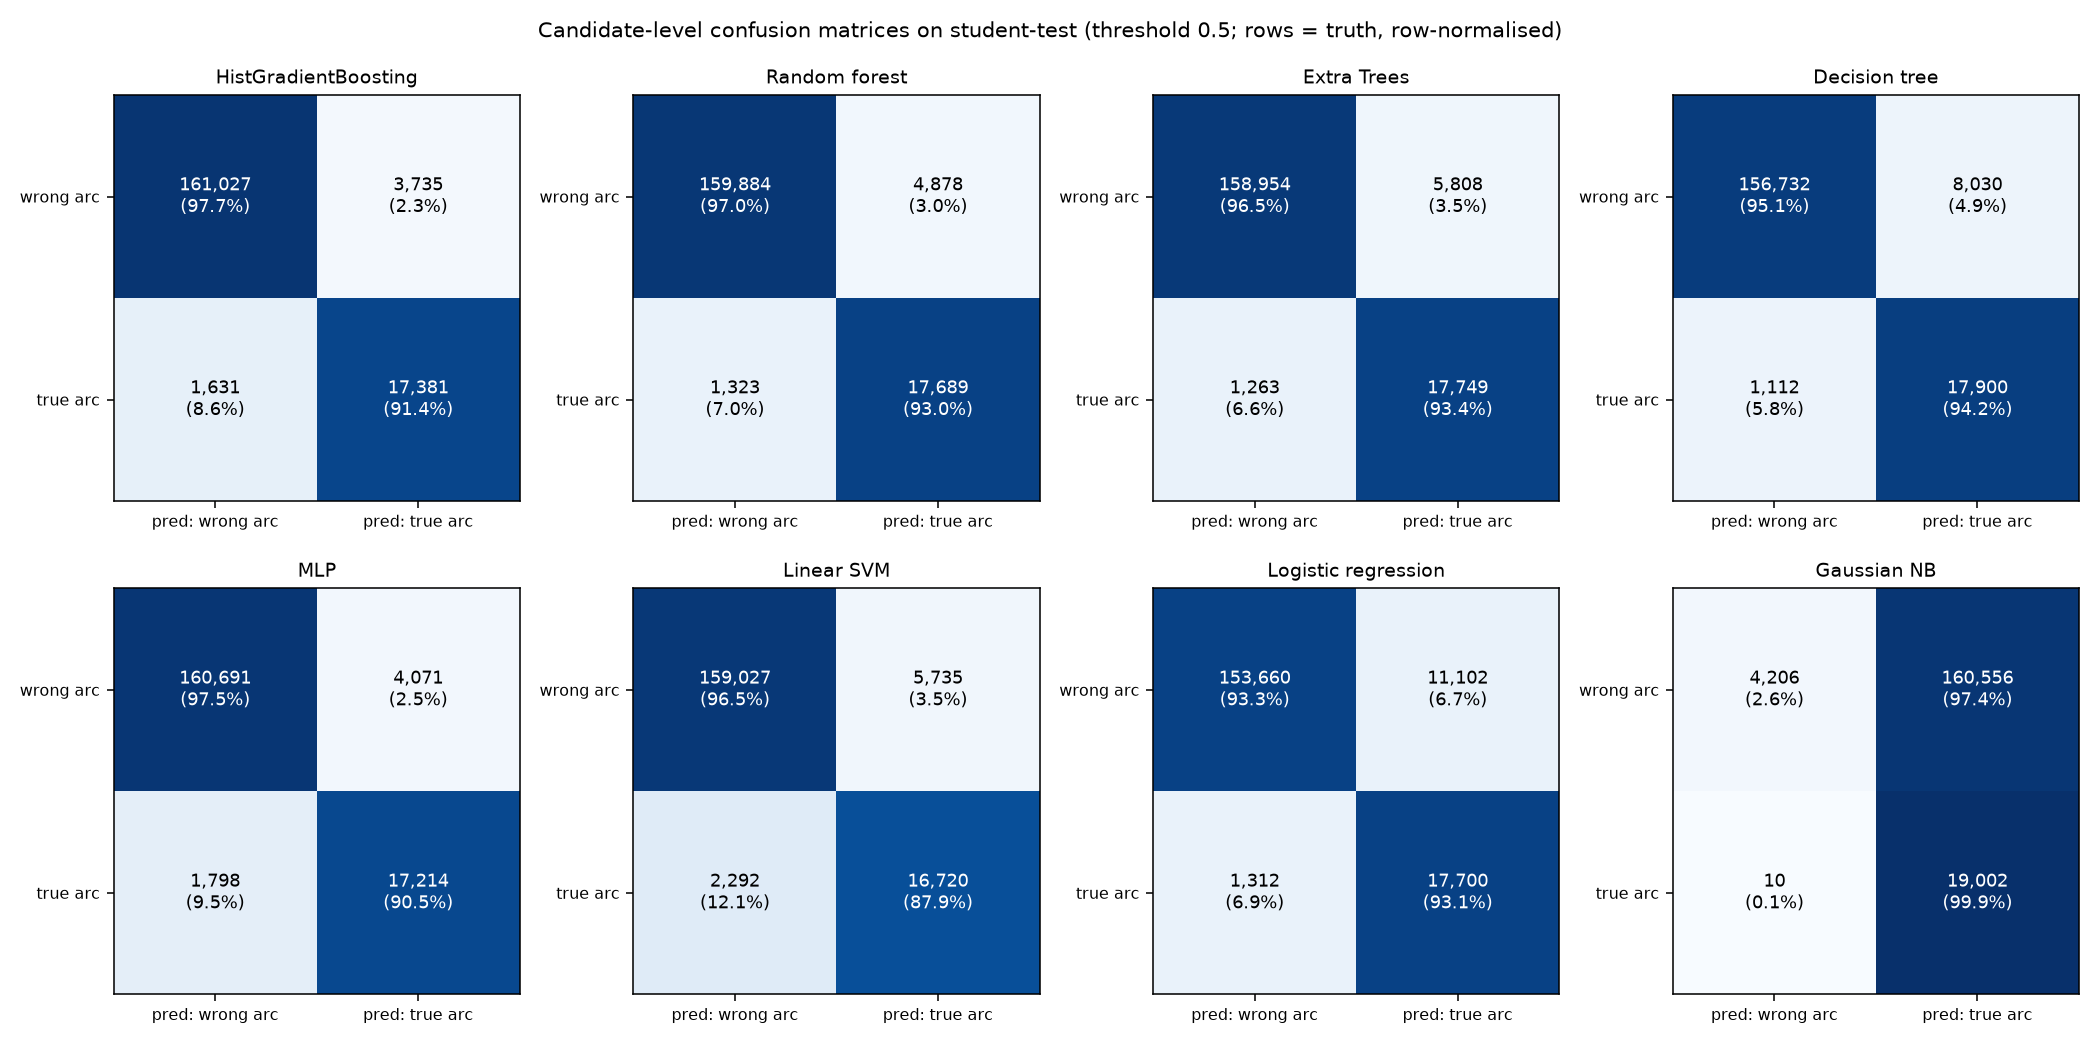 Candidate-level confusion matrices on student-test (threshold 0.5; rows = truth, row-normalised)
HistGradientBoosting
wrong arc
161,027
(97.7%)
3,735
(2.3%)
true arc
1,631
(8.6%)
17,381
(91.4%)
pred: wrong arc
pred: true arc
Random forest
wrong arc
159,884
(97.0%)
4,878
(3.0%)
true arc
1,323
(7.0%)
17,689
(93.0%)
pred: wrong arc
pred: true arc
Extra Trees
wrong arc
158,954
(96.5%)
5,808
(3.5%)
true arc
1,263
(6.6%)
17,749
(93.4%)
pred: wrong arc
pred: true arc
Decision tree
wrong arc
156,732
(95.1%)
8,030
(4.9%)
true arc
1,112
(5.8%)
17,900
(94.2%)
pred: wrong arc
pred: true arc
MLP
wrong arc
160,691
(97.5%)
4,071
(2.5%)
true arc
1,798
(9.5%)
17,214
(90.5%)
pred: wrong arc
pred: true arc
Linear SVM
wrong arc
159,027
(96.5%)
5,735
(3.5%)
true arc
2,292
(12.1%)
16,720
(87.9%)
pred: wrong arc
pred: true arc
Logistic regression
wrong arc
153,660
(93.3%)
11,102
(6.7%)
true arc
1,312
(6.9%)
17,700
(93.1%)
pred: wrong arc
pred: true arc
Gaussian NB
wrong arc
4,206
(2.6%)
160,556
(97.4%)
true arc
10
(0.1%)
19,002
(99.9%)
pred: wrong arc
pred: true arc